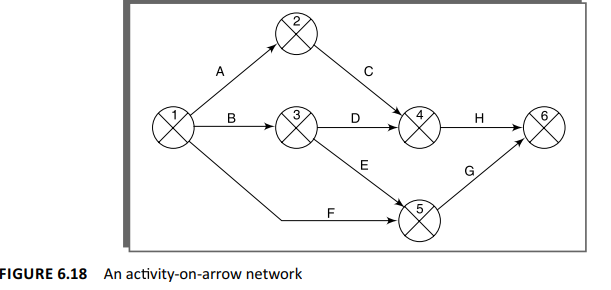 2
A
C
1
B
3
D
4
H
6
E
G
F
5
FIGURE 6.18 An activity-on-arrow network